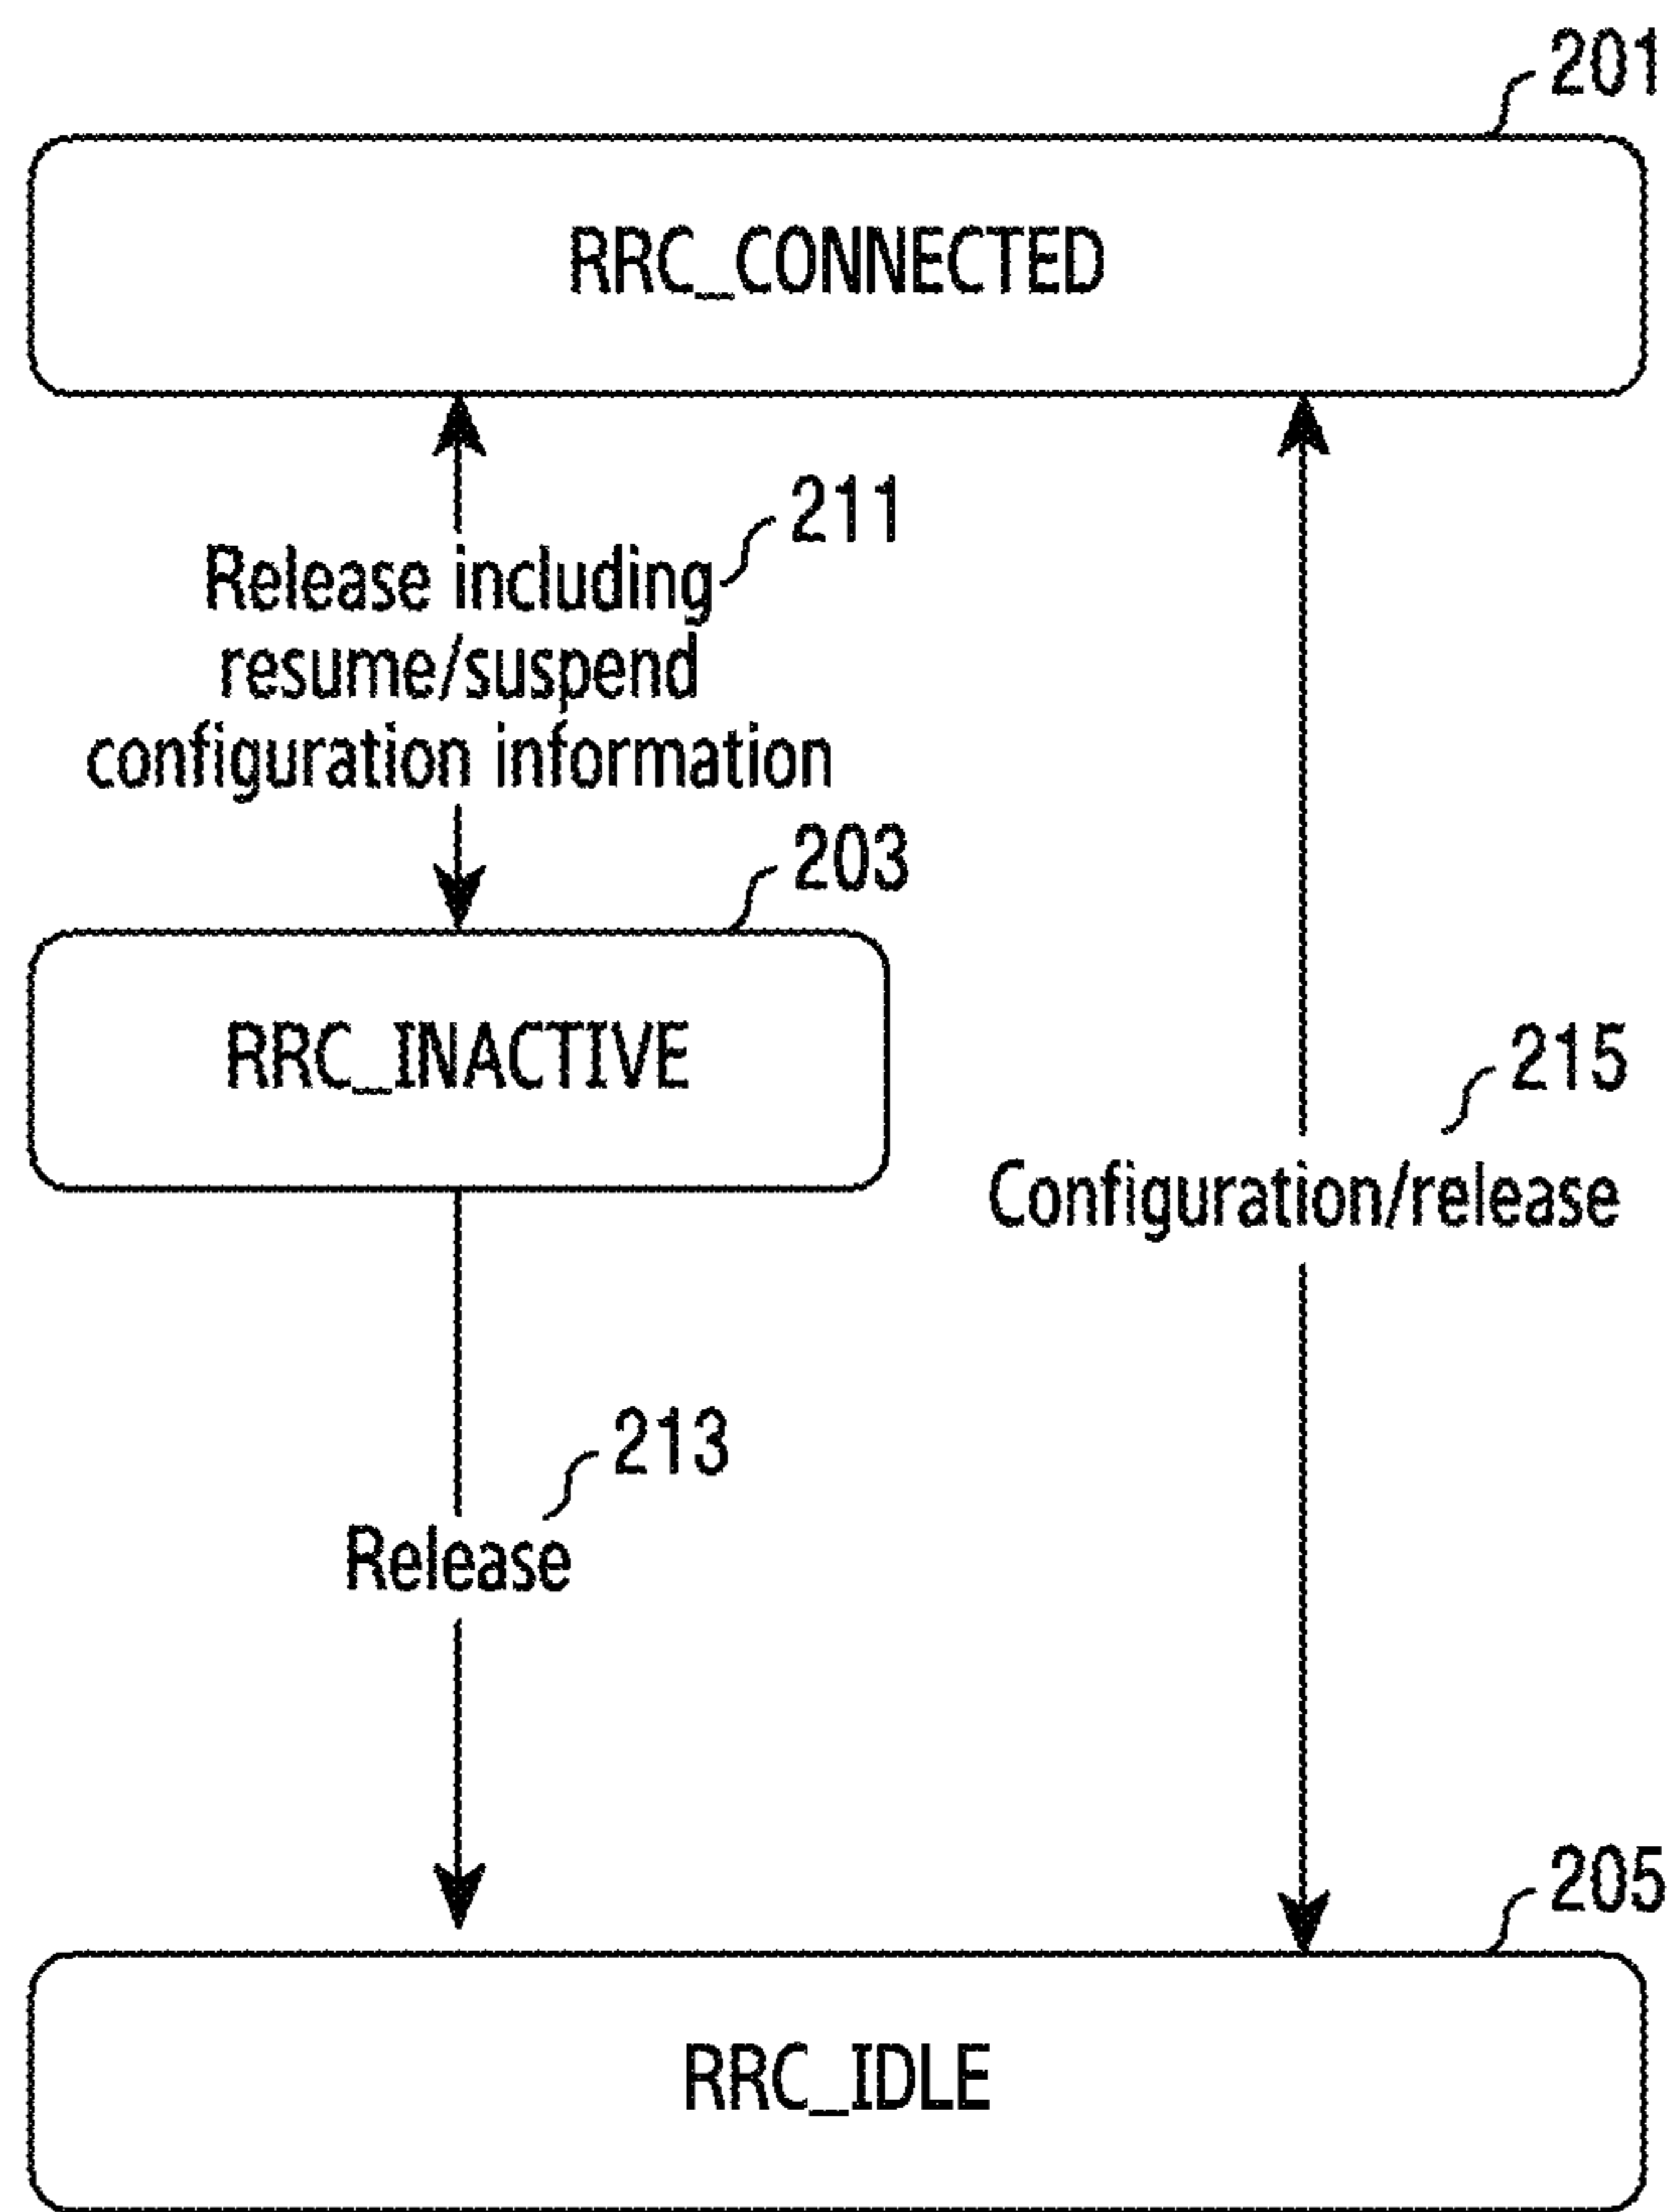 201
RRC_CONNECTED
211
Release including
resume/suspend
configuration information
203
RRC_INACTIVE
215
Configuration/release
213
Release
205
RRC_IDLE